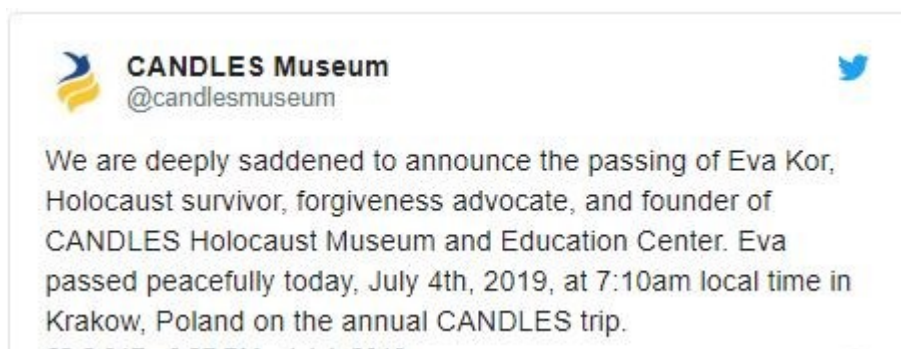 CANDLES Museum
@candlesmuseum
We are deeply saddened to announce the passing of Eva Kor,
Holocaust survivor, forgiveness advocate, and founder of
CANDLES Holocaust Museum and Education Center. Eva
passed peacefully today, July 4th, 2019, at 7:10am local time in
Krakow, Poland on the annual CANDLES trip.